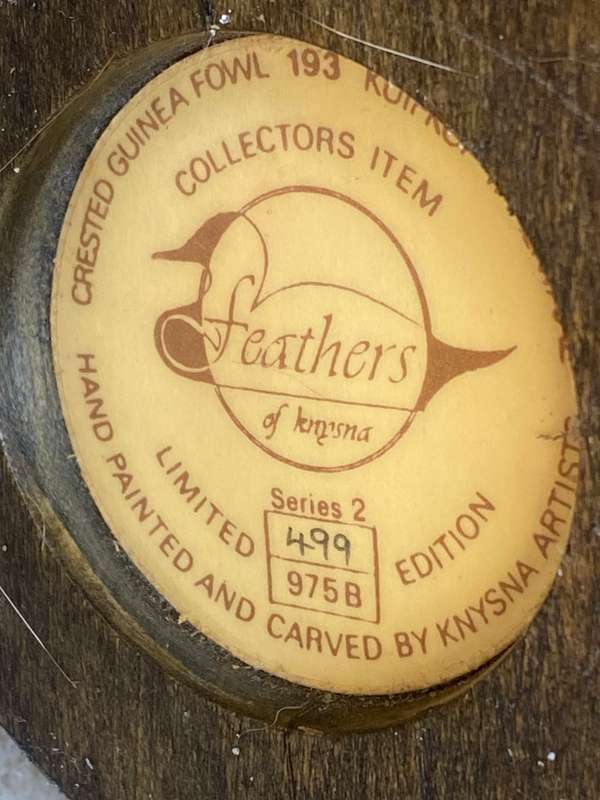 CRESTED GUINEA FOWL 193
COLLECTORS ITEM
feathers
of knysna
Series 2
499
975B
LIMITED EDITION
HAND PAINTED AND CARVED BY KNYSNA ARTISTS